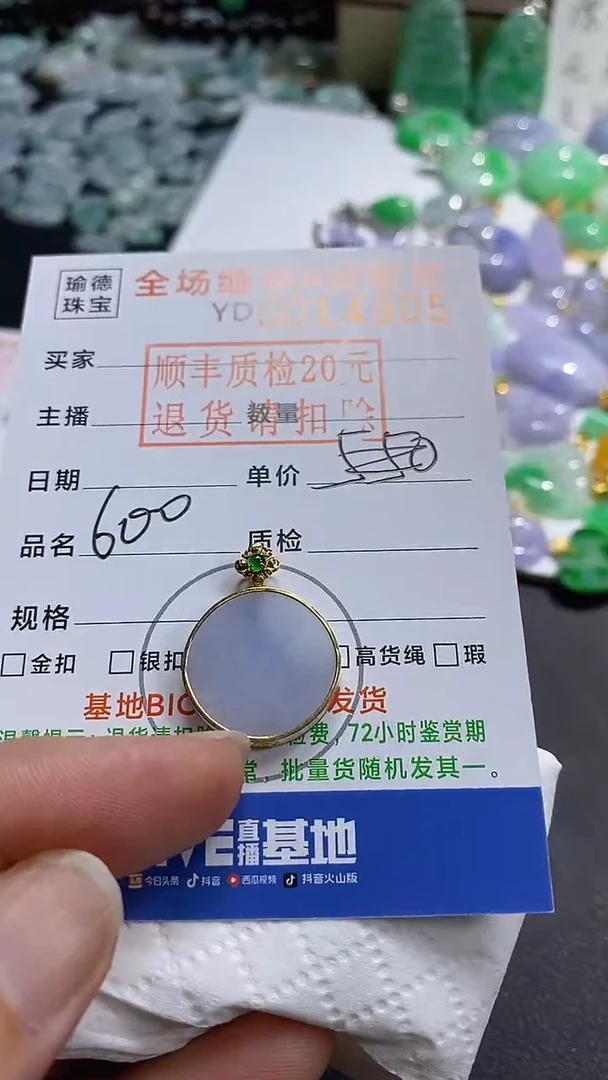 瑜德
珠宝
全场
YD 0014805
买家
顺丰质检20元
主播 数量
退货请扣除
日期 单价
品名 600 质检
规格
金扣 银扣 高货绳 瑕
基地BIC 发货
检费,72小时鉴赏期
批量货随机发其一。
直播基地
今日头条 抖音 西瓜视频 抖音火山版